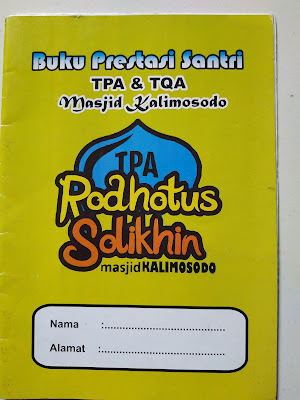 Buku Prestasi Santri
TPA & TQA
Masjid Kalimosodo
TPA
Rodhotus
Solikhin
masjid KALIMOSODO
Nama :..............................
Alamat :..............................